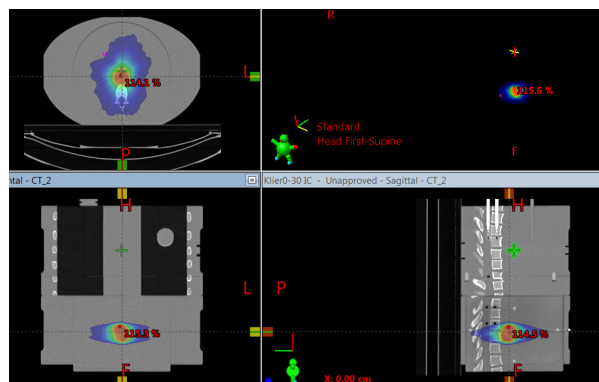 R
114.1 %
L
115.6 %
Standard
Head First-Supine
P
F
ntal - CT_2
Klier0-30 IC - Unapproved - Sagittal - CT_2
H
H
L
P
115.3 %
114.5 %
F
F
X: 0.00 cm